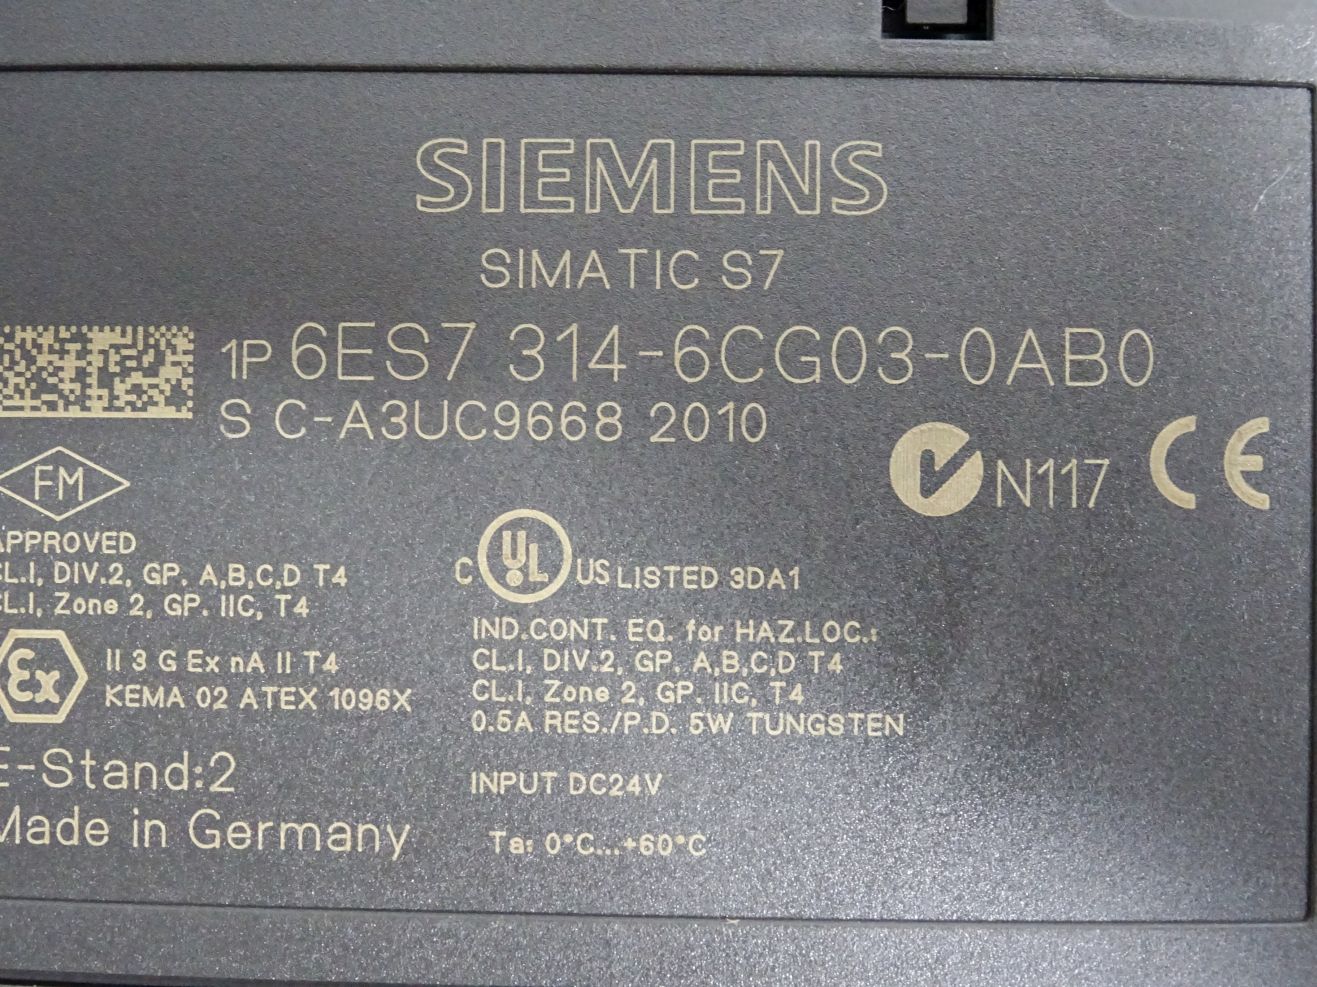 SIEMENS
SIMATIC S7
1P 6ES7 314-6CG03-0AB0
S C-A3UC9668 2010
N117 CE
FM
APPROVED
CL.I, DIV.2, GP. A,B,C,D T4
CL.I, Zone 2, GP. IIC, T4
Ex II 3 G Ex nA II T4
KEMA 02 ATEX 1096X
E-Stand:2
Made in Germany
C UL US LISTED 3DA1
IND.CONT. EQ. for HAZ.LOC.:
CL.I, DIV.2, GP. A,B,C,D T4
CL.I, Zone 2, GP. IIC, T4
0.5A RES./P.D. 5W TUNGSTEN
INPUT DC24V
Ta: 0°C...+60°C